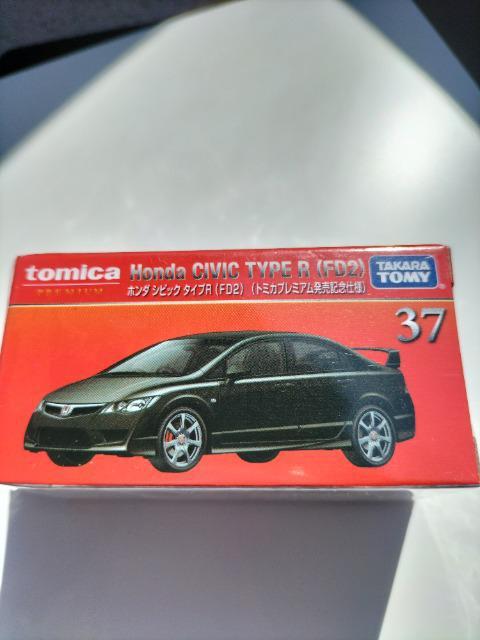 tomica
PREMIUM
Honda CIVIC TYPE R (FD2)
ホンダ シビック タイプR (FD2) (トミカプレミアム発売記念仕様)
TAKARA
TOMY
37